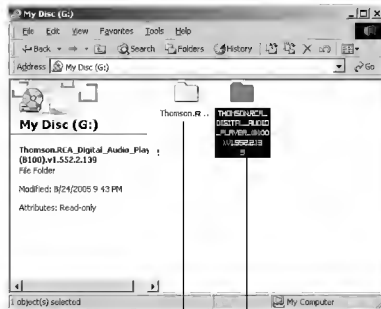 My Disc (G:)
File Edit View Favorites Tools Help
Back Search Folders History
Address My Disc (G:) Go
My Disc (G:)
Thomson.RCA_Digital_Audio_Play
(B100).v1.552.2.139
File Folder
Modified: 8/24/2005 9 43 PM
Attributes: Read-only
Thomson.R...
THOMSON.RCA_
DIGITAL_AUDIO
_PLAYER_(B100
).V1.552.2.13
9
1 object(s) selected My Computer